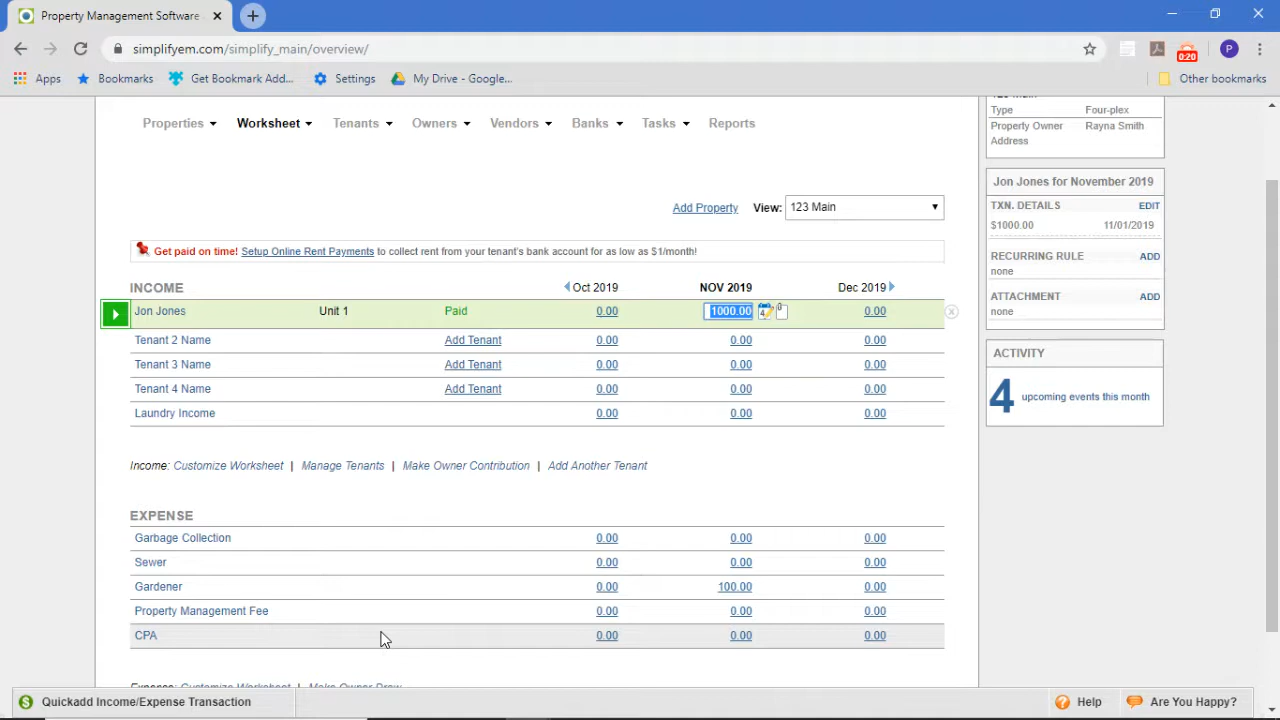 Property Management Software
simplifyem.com/simplify_main/overview/
P
0:20
Apps Bookmarks Get Bookmark Add... Settings My Drive - Google... Other bookmarks
Properties Worksheet Tenants Owners Vendors Banks Tasks Reports
Type Four-plex
Property Owner Rayna Smith
Address
Add Property View: 123 Main
Get paid on time! Setup Online Rent Payments to collect rent from your tenant's bank account for as low as $1/month!
INCOME Oct 2019 NOV 2019 Dec 2019
Jon Jones Unit 1 Paid 0.00 1000.00 0.00
Tenant 2 Name Add Tenant 0.00 0.00 0.00
Tenant 3 Name Add Tenant 0.00 0.00 0.00
Tenant 4 Name Add Tenant 0.00 0.00 0.00
Laundry Income 0.00 0.00 0.00
Income: Customize Worksheet | Manage Tenants | Make Owner Contribution | Add Another Tenant
EXPENSE
Garbage Collection 0.00 0.00 0.00
Sewer 0.00 0.00 0.00
Gardener 0.00 100.00 0.00
Property Management Fee 0.00 0.00 0.00
CPA 0.00 0.00 0.00
Expense: Customize Worksheet | Make Owner Draw
Jon Jones for November 2019
TXN. DETAILS EDIT
$1000.00 11/01/2019
RECURRING RULE ADD
none
ATTACHMENT ADD
none
ACTIVITY
4 upcoming events this month
Quickadd Income/Expense Transaction Help Are You Happy?